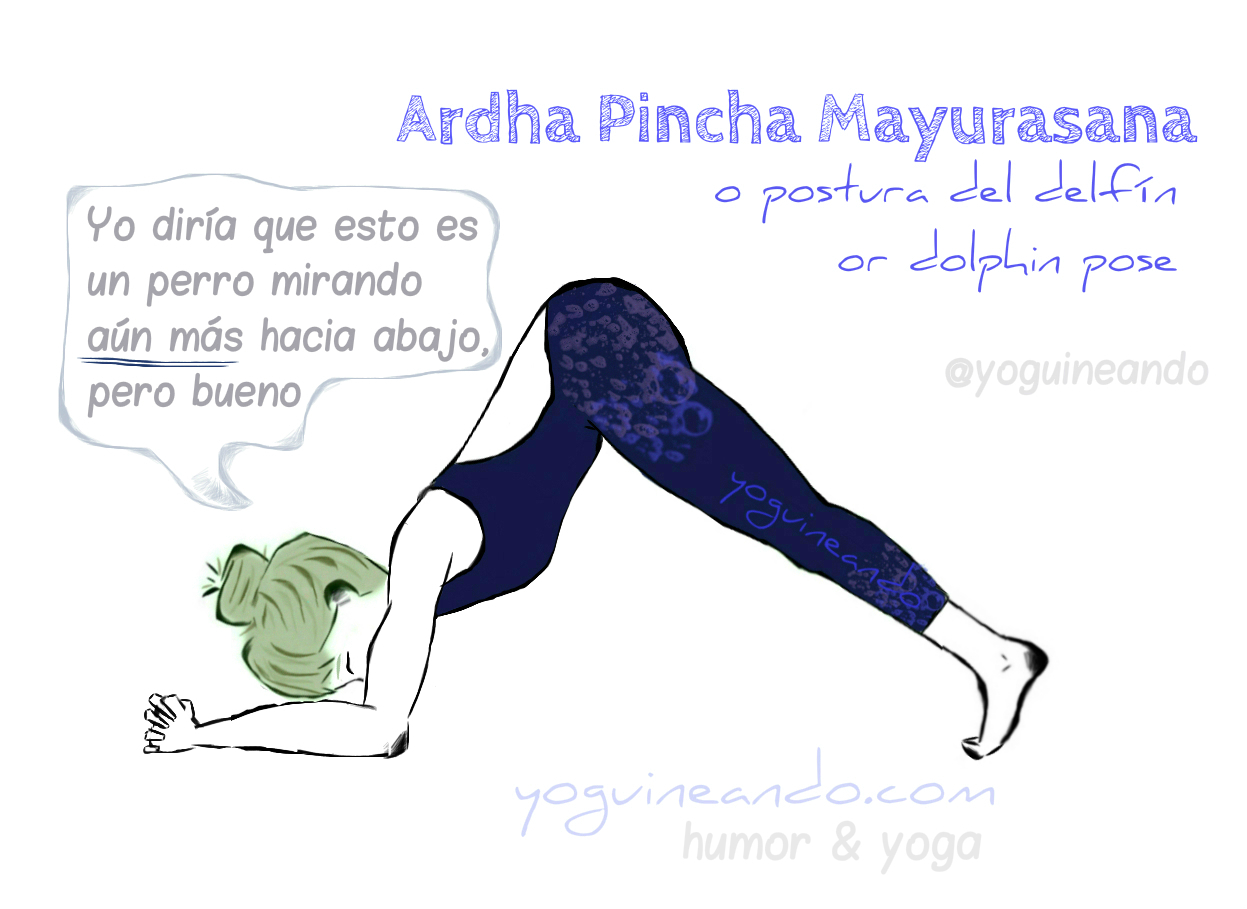 Ardha Pincha Mayurasana
o postura del delfín
or dolphin pose
Yo diría que esto es
un perro mirando
aún más hacia abajo,
pero bueno
@yoguineando
yoguineando
yoguineando.com
humor & yoga